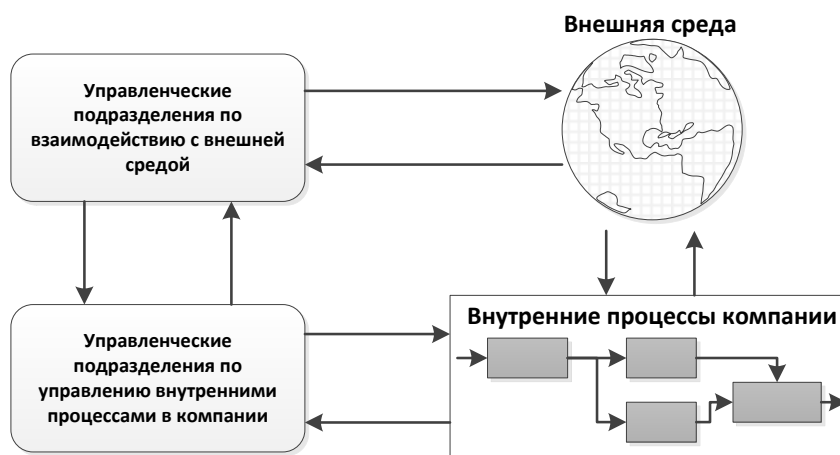 Внешняя среда
Управленческие
подразделения по
взаимодействию с внешней
средой
Управленческие
подразделения по
управлению внутренними
процессами в компании
Внутренние процессы компании